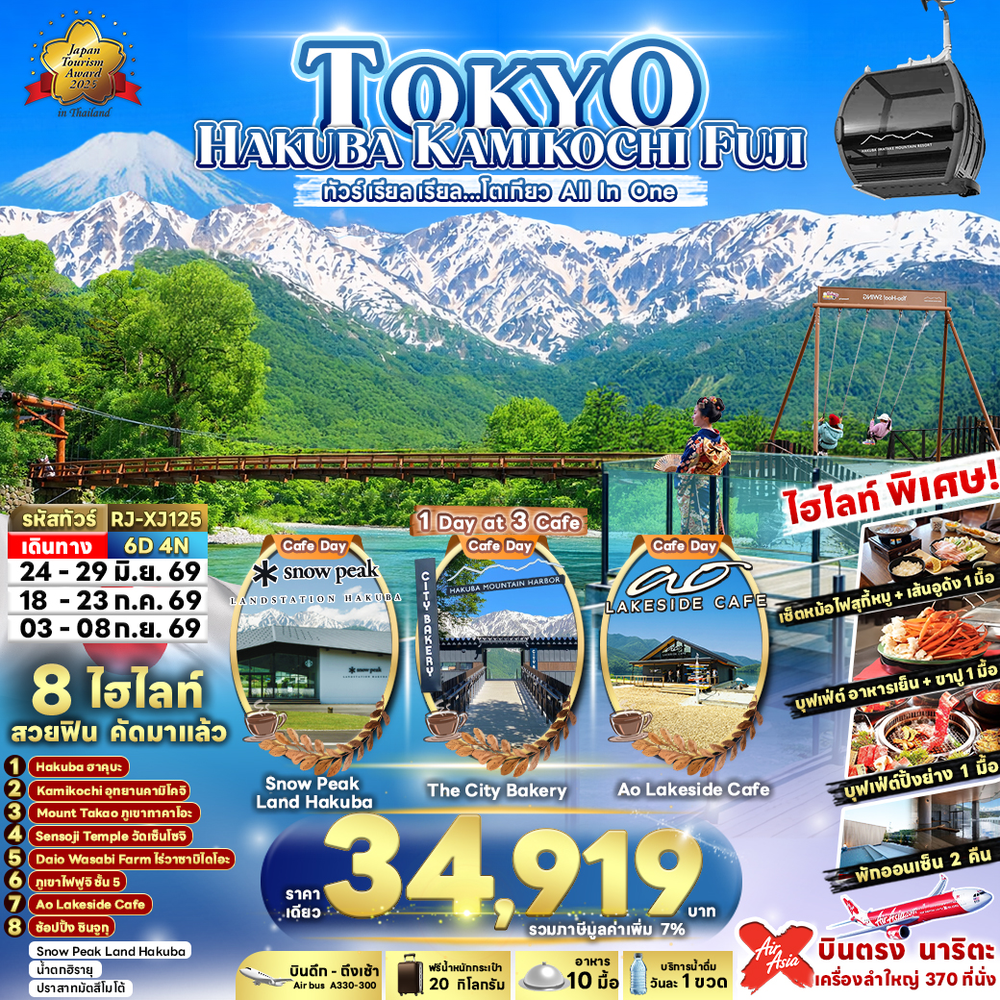 Japan
Tourism
Award
2025
in Thailand
TOKYO
HAKUBA KAMIKOCHI FUJI
ทัวร์ เรียล เรียล...โตเกียว All In One
HAKUBA IWATAKE MOUNTAIN RESORT
Yoo-Hoo! SWING
รหัสทัวร์ RJ-XJ125
เดินทาง 6D 4N
24 - 29 มิ.ย. 69
18 - 23 ก.ค. 69
03 - 08 ก.ย. 69
8 ไฮไลท์
สวยฟิน คัดมาแล้ว
1 Hakuba ฮาคุบะ
2 Kamikochi อุทยานคามิโคจิ
3 Mount Takao ภูเขาทาคาโอะ
4 Sensoji Temple วัดเซ็นโซจิ
5 Daio Wasabi Farm ไร่วาซาบิไดโอะ
6 ภูเขาไฟฟูจิ ชั้น 5
7 Ao Lakeside Cafe
8 ช้อปปิ้ง ชินจูกุ
Snow Peak Land Hakuba
น้ำตกฮิรายุ
ปราสาทมัตสึโมโต้
1 Day at 3 Cafe
Cafe Day
snow peak
LANDSTATION HAKUBA
snow peak
LANDSTATION HAKUBA
Snow Peak
Land Hakuba
Cafe Day
HAKUBA MOUNTAIN HARBOR
CITY BAKERY
The City Bakery
Cafe Day
ao
LAKESIDE CAFE
Ao Lakeside Cafe
ไฮไลท์ พิเศษ!
เซ็ตหม้อไฟสุกี้หมู + เส้นอูด้ง 1 มื้อ
บุฟเฟ่ต์ อาหารเย็น + ขาปู 1 มื้อ
บุฟเฟ่ต์ปิ้งย่าง 1 มื้อ
พักออนเซ็น 2 คืน
ราคา
เดียว
34,919
บาท
รวมภาษีมูลค่าเพิ่ม 7%
บินดึก - ถึงเช้า
Air bus A330-300
ฟรีน้ำหนักกระเป๋า
20 กิโลกรัม
อาหาร
10 มื้อ
บริการน้ำดื่ม
วันละ 1 ขวด
AirAsia
Air
Asia
X
บินตรง นาริตะ
เครื่องลำใหญ่ 370 ที่นั่ง